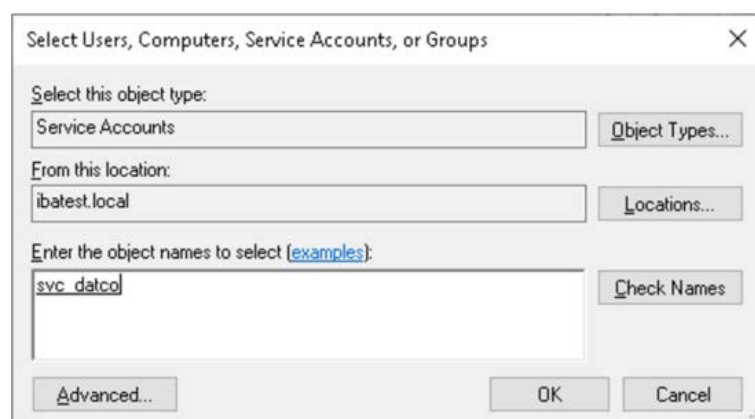 Select Users, Computers, Service Accounts, or Groups
Select this object type:
Service Accounts
Object Types...
From this location:
ibatest.local
Locations...
Enter the object names to select (examples):
svc_datco
Check Names
Advanced...
OK
Cancel